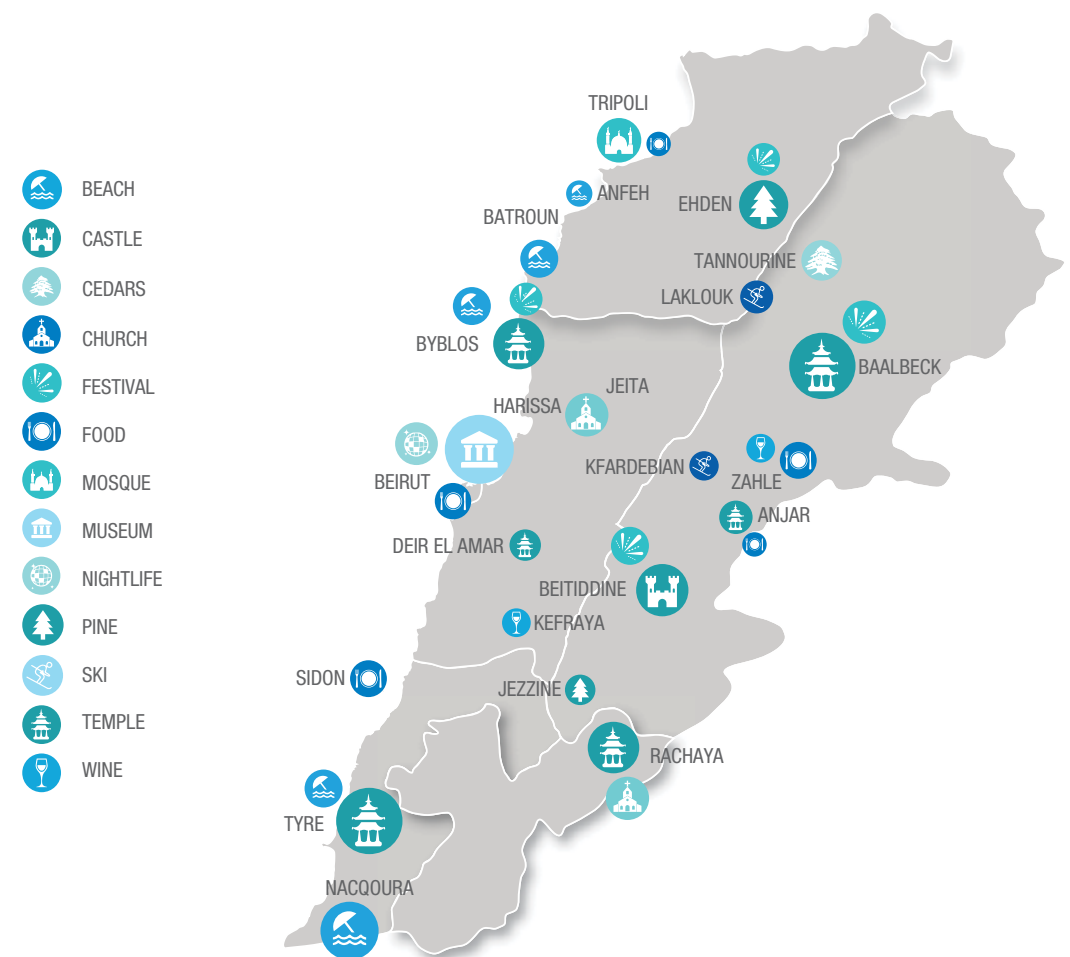 BEACH
CASTLE
CEDARS
CHURCH
FESTIVAL
FOOD
MOSQUE
MUSEUM
NIGHTLIFE
PINE
SKI
TEMPLE
WINE
TRIPOLI
ANFEH
BATROUN
EHDEN
TANNOURINE
LAKLOUK
BYBLOS
BAALBECK
JEITA
HARISSA
KFARDEBIAN
BEIRUT
ZAHLE
ANJAR
DEIR EL AMAR
BEITIDDINE
KEFRAYA
SIDON
JEZZINE
RACHAYA
TYRE
NACQOURA